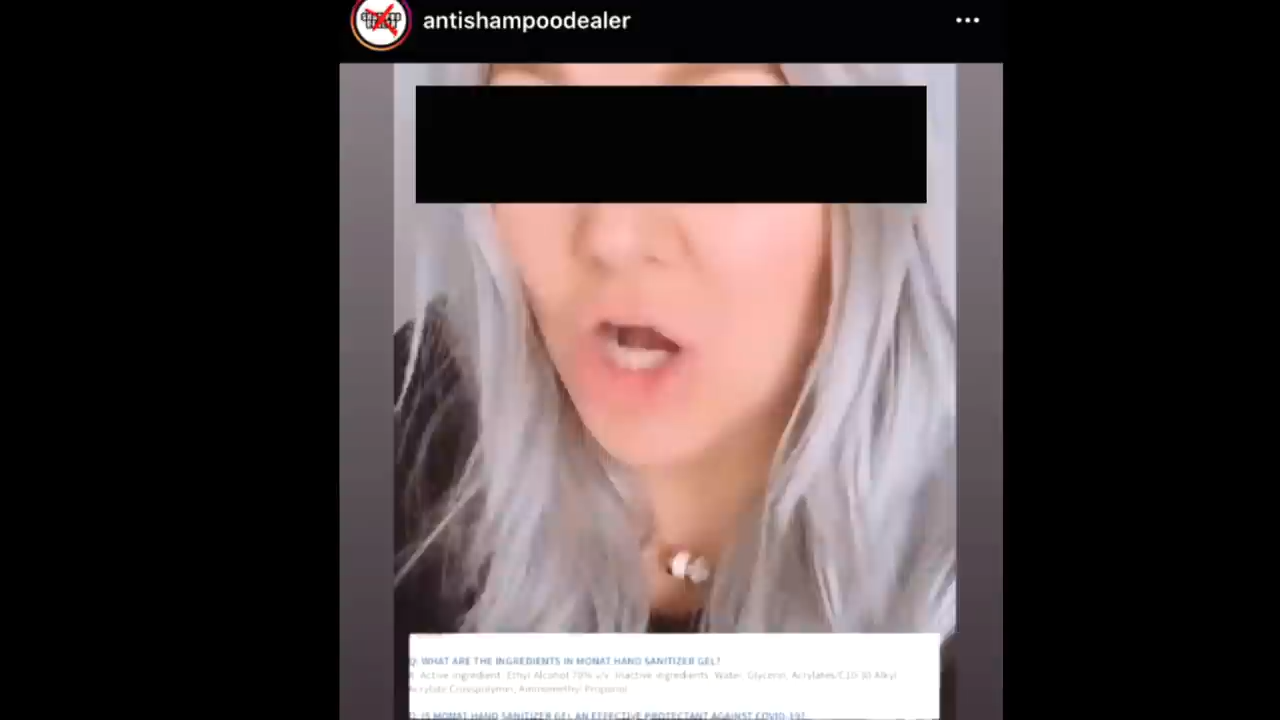 antishampoodealer
Q: WHAT ARE THE INGREDIENTS IN MONAT HAND SANITIZER GEL?
Active ingredient: Ethyl Alcohol 70% v/v. Inactive ingredients: Water, Glycerin, Acrylates/C10-30 Alkyl
Acrylate Crosspolymer, Aminomethyl Propanol
Q: IS MONAT HAND SANITIZER GEL AN EFFECTIVE PROTECTANT AGAINST COVID-19?